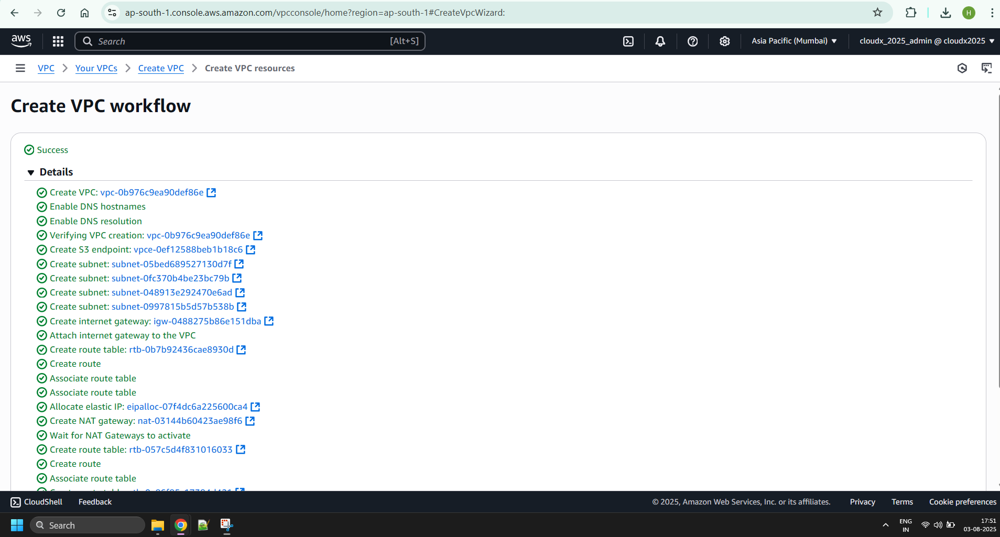 ap-south-1.console.aws.amazon.com/vpcconsole/home?region=ap-south-1#CreateVpcWizard:
H
aws
Search [Alt+S]
Asia Pacific (Mumbai)
cloudx_2025_admin @ cloudx2025
VPC > Your VPCs > Create VPC > Create VPC resources
Create VPC workflow
Success
Details
Create VPC: vpc-0b976c9ea90def86e
Enable DNS hostnames
Enable DNS resolution
Verifying VPC creation: vpc-0b976c9ea90def86e
Create S3 endpoint: vpce-0ef12588beb1b18c6
Create subnet: subnet-05bed689527130d7f
Create subnet: subnet-0fc370b4be23bc79b
Create subnet: subnet-048913e292470e6ad
Create subnet: subnet-0997815b5d57b538b
Create internet gateway: igw-0488275b86e151dba
Attach internet gateway to the VPC
Create route table: rtb-0b7b92436cae8930d
Create route
Associate route table
Associate route table
Allocate elastic IP: eipalloc-07f4dc6a225600ca4
Create NAT gateway: nat-03144b60423ae98f6
Wait for NAT Gateways to activate
Create route table: rtb-057c5d4f831016033
Create route
Associate route table
CloudShell
Feedback
© 2025, Amazon Web Services, Inc. or its affiliates.
Privacy
Terms
Cookie preferences
Search
ENG
IN
17:51
03-08-2025